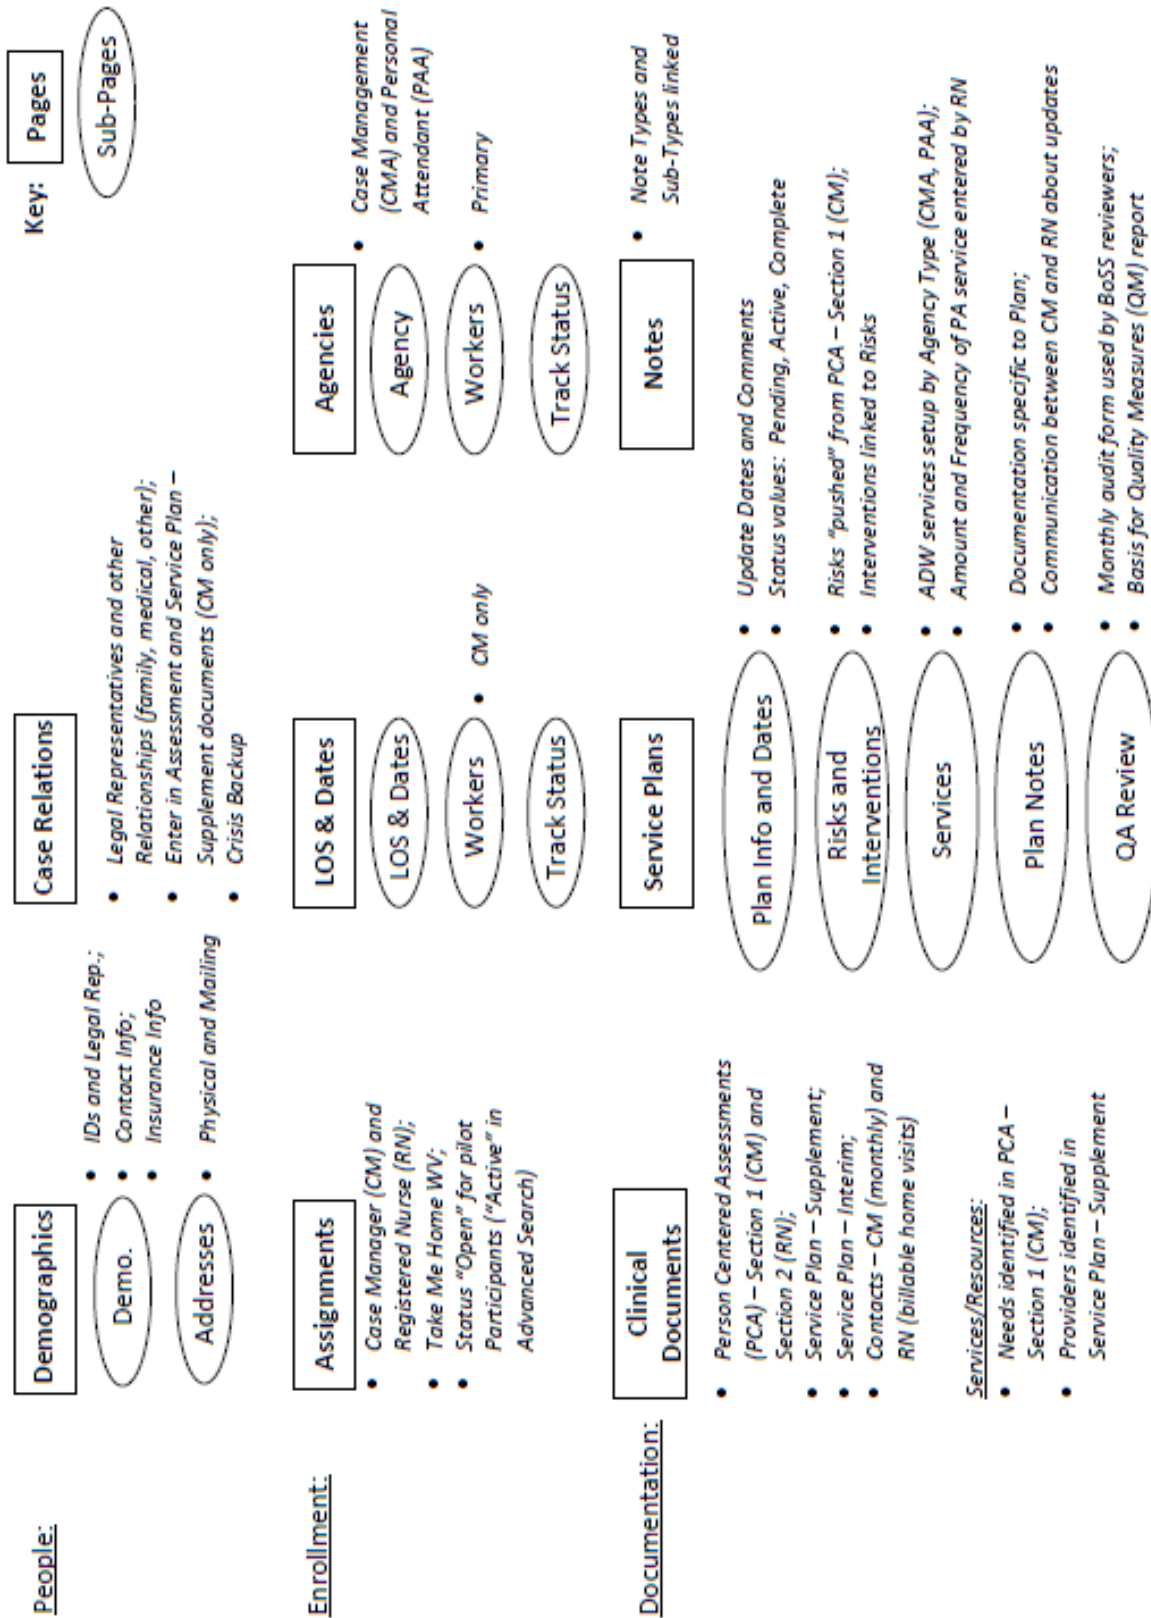 Key:
Pages
Sub-Pages
People:
Demographics
Demo.
• IDs and Legal Rep.;
• Contact Info;
• Insurance Info
Addresses
• Physical and Mailing
Case Relations
• Legal Representatives and other
Relationships (family, medical, other);
• Enter in Assessment and Service Plan –
Supplement documents (CM only);
• Crisis Backup
Enrollment:
Assignments
• Case Manager (CM) and
Registered Nurse (RN);
• Take Me Home WV;
• Status “Open” for pilot
Participants (“Active” in
Advanced Search)
LOS & Dates
LOS & Dates
Workers
• CM only
Track Status
Agencies
Agency
• Case Management
(CMA) and Personal
Attendant (PAA)
Workers
• Primary
Track Status
Documentation:
Clinical
Documents
• Person Centered Assessments
(PCA) – Section 1 (CM) and
Section 2 (RN);
• Service Plan – Supplement;
• Service Plan – Interim;
• Contacts – CM (monthly) and
RN (billable home visits)
Services/Resources:
• Needs identified in PCA –
Section 1 (CM);
• Providers identified in
Service Plan – Supplement
Service Plans
Plan Info and Dates
• Update Dates and Comments
• Status values: Pending, Active, Complete
Risks and
Interventions
• Risks “pushed” from PCA – Section 1 (CM);
• Interventions linked to Risks
Services
• ADW services setup by Agency Type (CMA, PAA);
• Amount and Frequency of PA service entered by RN
Plan Notes
• Documentation specific to Plan;
• Communication between CM and RN about updates
QA Review
• Monthly audit form used by BoSS reviewers;
• Basis for Quality Measures (QM) report
Notes
• Note Types and
Sub-Types linked